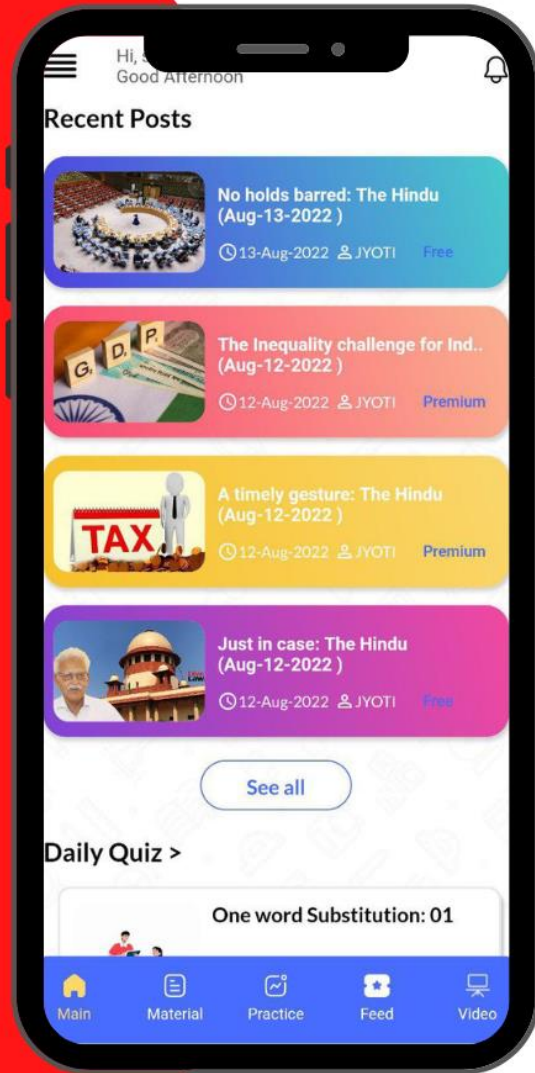 Hi,
Good Afternoon
Recent Posts
No holds barred: The Hindu
(Aug-13-2022 )
13-Aug-2022 JYOTI Free
G D P
The Inequality challenge for Ind..
(Aug-12-2022 )
12-Aug-2022 JYOTI Premium
TAX
A timely gesture: The Hindu
(Aug-12-2022 )
12-Aug-2022 JYOTI Premium
Just in case: The Hindu
(Aug-12-2022 )
12-Aug-2022 JYOTI Free
See all
Daily Quiz >
One word Substitution: 01
Main Material Practice Feed Video